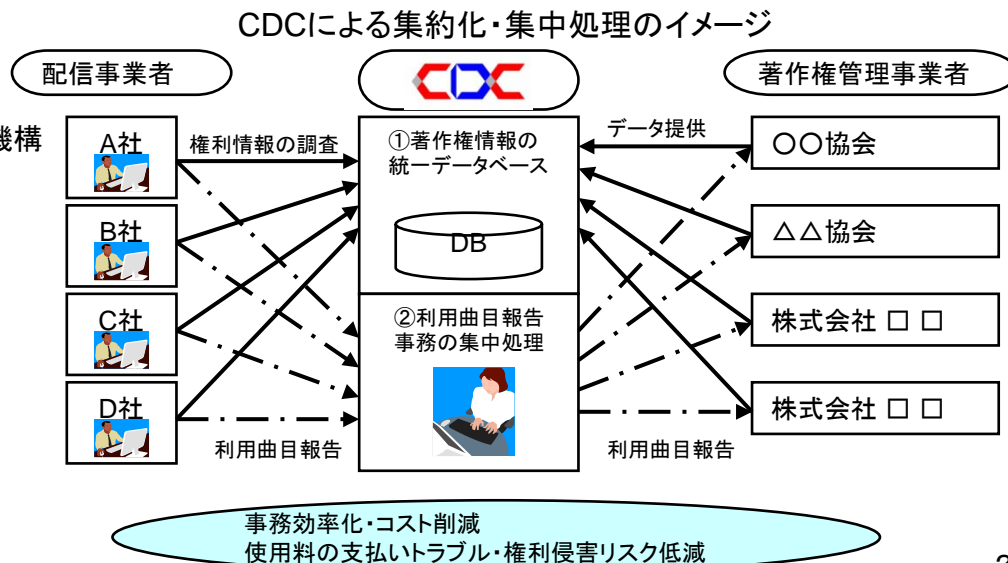 CDCによる集約化・集中処理のイメージ
配信事業者
CDC
著作権管理事業者
機構
A社
B社
C社
D社
権利情報の調査
利用曲目報告
①著作権情報の
統一データベース
DB
②利用曲目報告
事務の集中処理
データ提供
利用曲目報告
〇〇協会
△△協会
株式会社 □ □
株式会社 □ □
事務効率化・コスト削減
使用料の支払いトラブル・権利侵害リスク低減